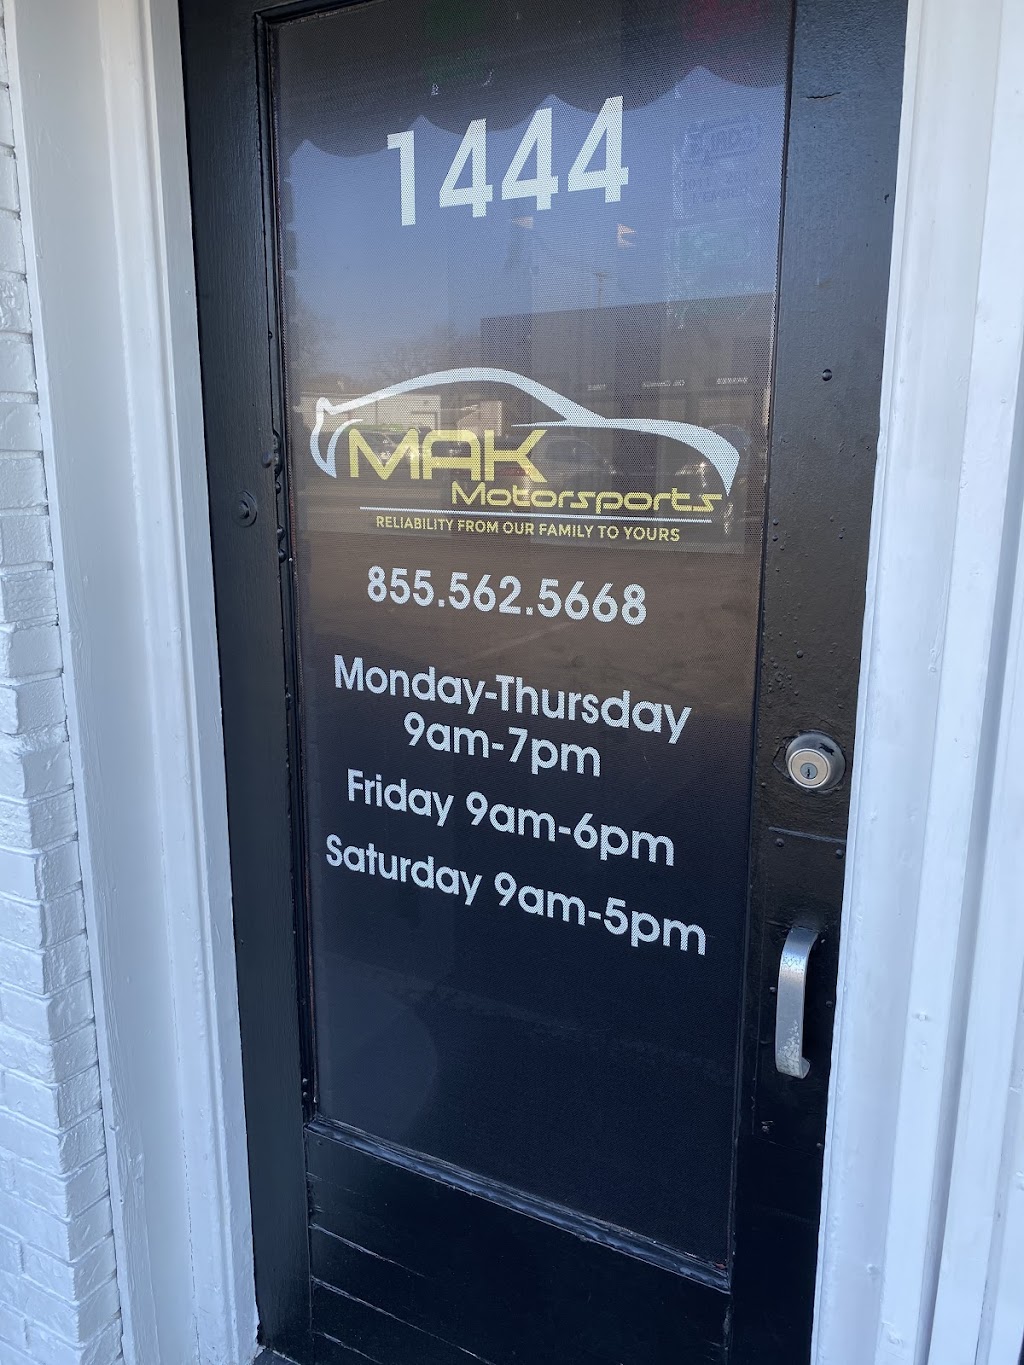 1444
MAK
Motorsports
RELIABILITY FROM OUR FAMILY TO YOURS
855.562.5668
Monday-Thursday
9am-7pm
Friday 9am-6pm
Saturday 9am-5pm